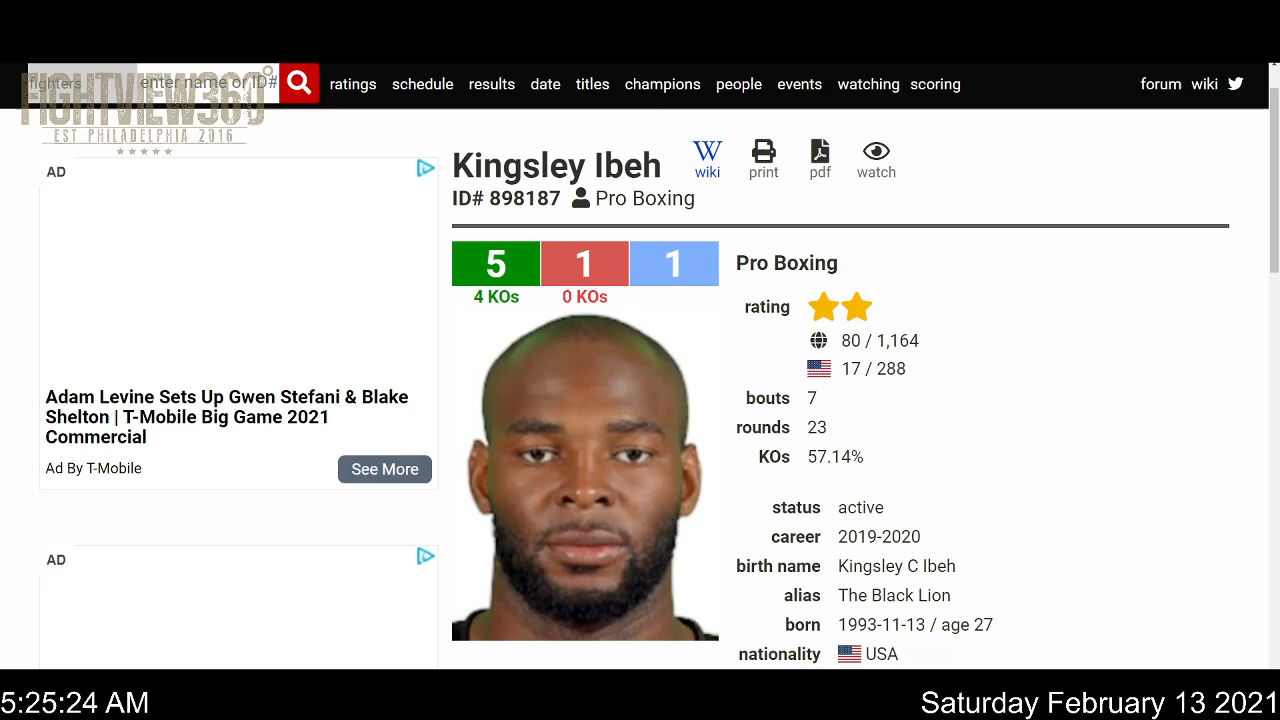 fighters enter name or ID# ratings schedule results date titles champions people events watching scoring forum wiki
FIGHTVIEW360°
EST PHILADELPHIA 2016
AD
Kingsley Ibeh
W
wiki print pdf watch
ID# 898187 Pro Boxing
5 1 1
4 KOs 0 KOs
Pro Boxing
rating
80 / 1,164
17 / 288
bouts 7
rounds 23
KOs 57.14%
status active
career 2019-2020
birth name Kingsley C Ibeh
alias The Black Lion
born 1993-11-13 / age 27
nationality USA
Adam Levine Sets Up Gwen Stefani & Blake
Shelton | T-Mobile Big Game 2021
Commercial
Ad By T-Mobile See More
AD
5:25:24 AM Saturday February 13 2021